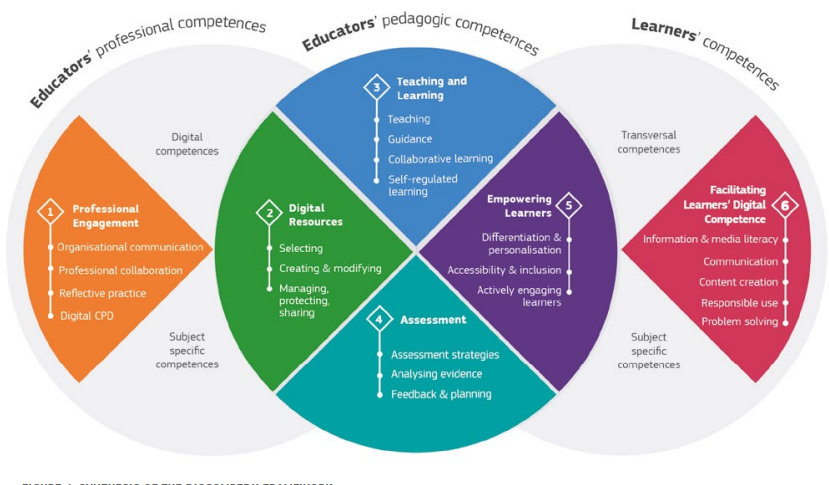 Educators' professional competences
Educators' pedagogic competences
Learners' competences
Digital
competences
Transversal
competences
1
Professional
Engagement
Organisational communication
Professional collaboration
Reflective practice
Digital CPD
2
Digital
Resources
Selecting
Creating & modifying
Managing,
protecting,
sharing
3
Teaching and
Learning
Teaching
Guidance
Collaborative learning
Self-regulated
learning
4
Assessment
Assessment strategies
Analysing evidence
Feedback & planning
Empowering
Learners
5
Differentiation &
personalisation
Accessibility & inclusion
Actively engaging
learners
Facilitating
Learners' Digital
Competence
6
Information & media literacy
Communication
Content creation
Responsible use
Problem solving
Subject
specific
competences
Subject
specific
competences